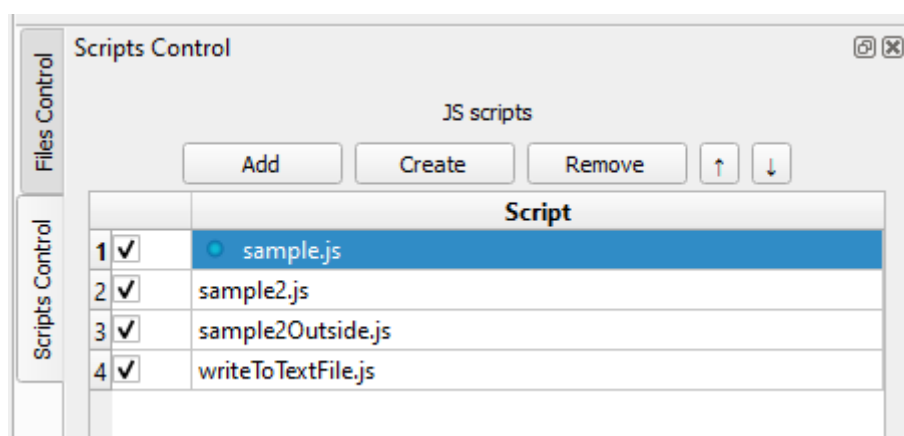 Scripts Control
Files Control
Scripts Control
JS scripts
Add Create Remove ↑ ↓
Script
1 sample.js
2 sample2.js
3 sample2Outside.js
4 writeToTextFile.js